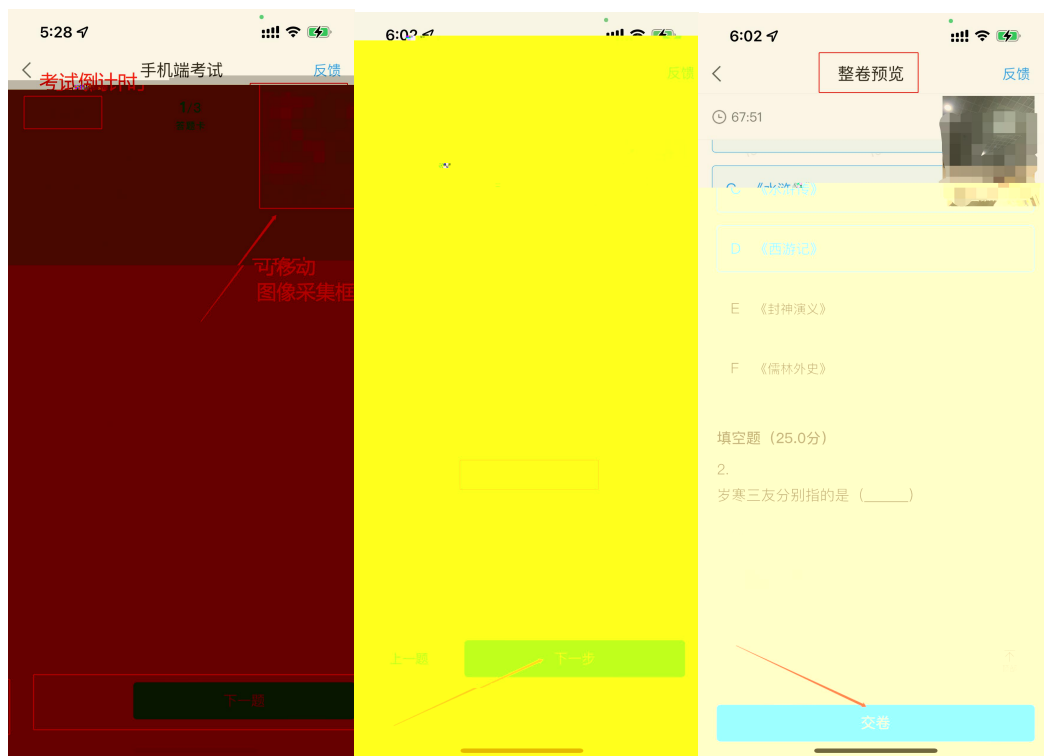 5:28
手机端考试
反馈
考试倒计时
1/3
可移动
图像采集框
下一题
6:02
反馈
上一题
下一步
6:02
整卷预览
反馈
67:51
C 《水浒传》
D 《西游记》
E 《封神演义》
F 《儒林外史》
填空题（25.0分）
2.
岁寒三友分别指的是（______）
交卷